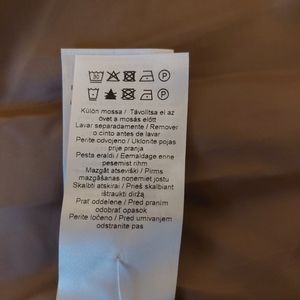 Külön mossa / Távolítsa el az
övet a mosás előtt
Lavar separadamente / Remover
o cinto antes de lavar
Perite odvojeno / Uklonite pojas
prije pranja
Pesta eraldi / Eemaldage enne
pesemist rihm
Mazgāt atsevišķi / Pirms
mazgāšanas noņemiet jostu
Skalbti atskirai / Prieš skalbiant
ištraukti diržą
Prať oddelene / Pred praním
odobrať opasok
Perite ločeno / Pred umivanjem
odstranite pas